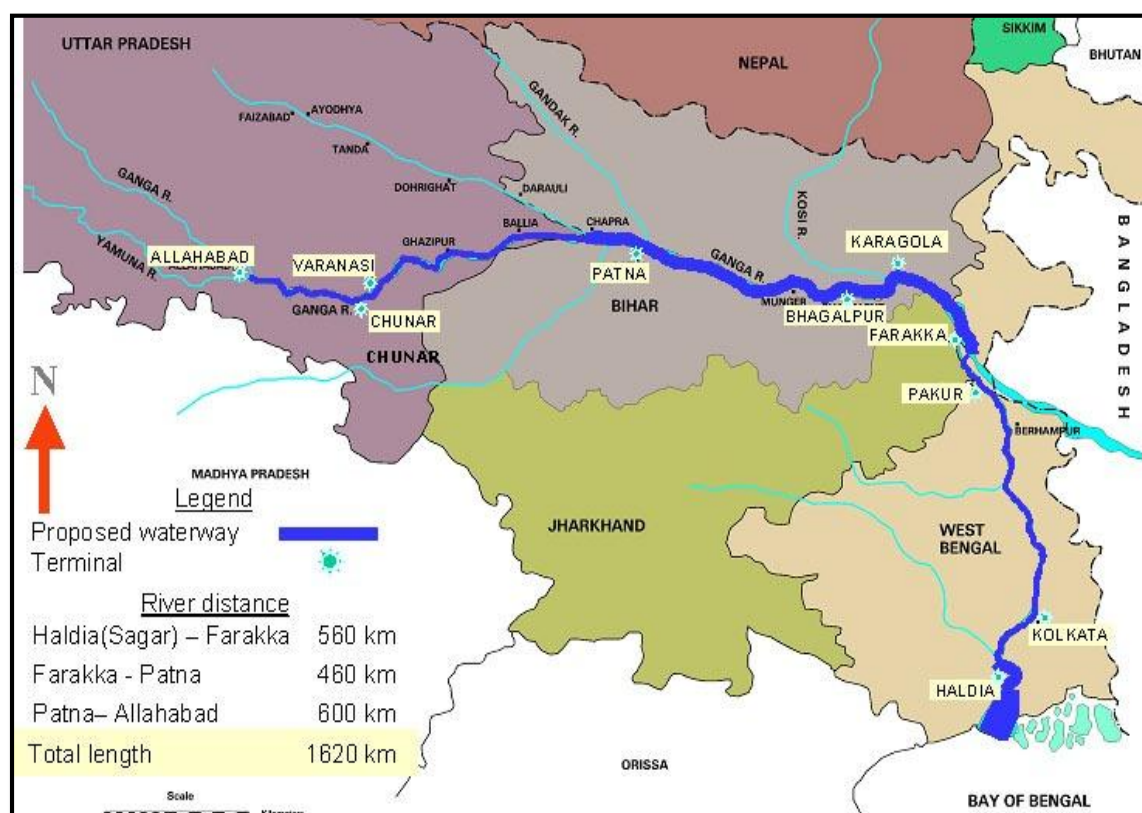 UTTAR PRADESH
SIKKIM
BHUTAN
NEPAL
GANDAK R.
FAIZABAD
AYODHYA
TANDA
DOHRIGHAT
DARAULI
GANGA R.
BALLIA
CHAPRA
KOSI R.
BANGLADESH
YAMUNA R.
ALLAHABAD
VARANASI
GHAZIPUR
PATNA
GANGA R.
KARAGOLA
GANGA R.
CHUNAR
BIHAR
MUNGER
BHAGALPUR
FARAKKA
CHUNAR
PAKUR
N
BERHAMPUR
MADHYA PRADESH
Legend
Proposed waterway
Terminal
JHARKHAND
WEST
BENGAL
River distance
Haldia(Sagar) – Farakka 560 km
Farakka - Patna 460 km
Patna– Allahabad 600 km
Total length 1620 km
KOLKATA
HALDIA
ORISSA
Scale
BAY OF BENGAL